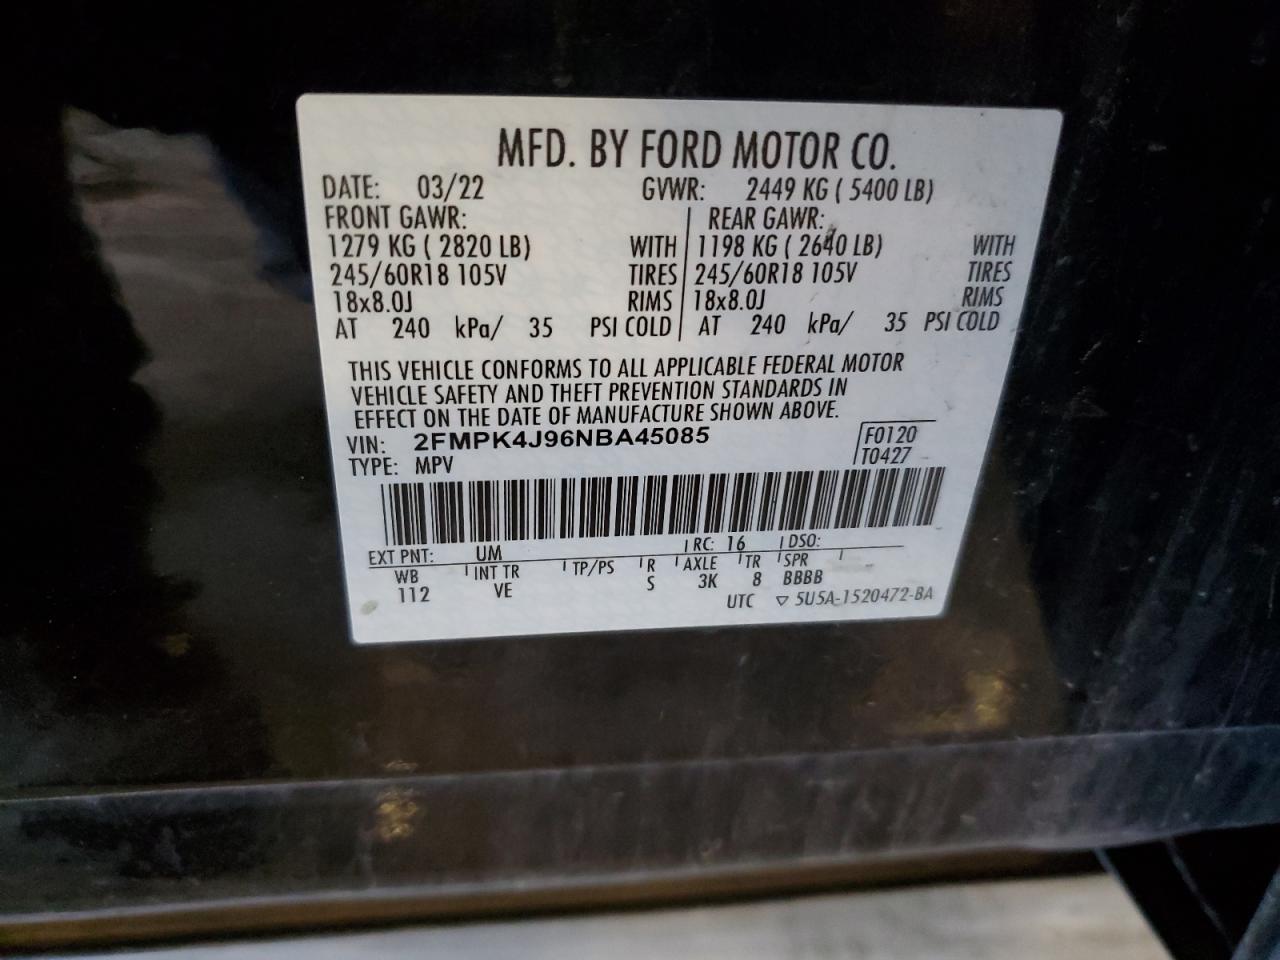 MFD. BY FORD MOTOR CO.
DATE: 03/22 GVWR: 2449 KG ( 5400 LB)
FRONT GAWR: REAR GAWR:
1279 KG ( 2820 LB) WITH 1198 KG ( 2640 LB) WITH
245/60R18 105V TIRES 245/60R18 105V TIRES
18x8.0J RIMS 18x8.0J RIMS
AT 240 kPa/ 35 PSI COLD AT 240 kPa/ 35 PSI COLD
THIS VEHICLE CONFORMS TO ALL APPLICABLE FEDERAL MOTOR
VEHICLE SAFETY AND THEFT PREVENTION STANDARDS IN
EFFECT ON THE DATE OF MANUFACTURE SHOWN ABOVE.
VIN: 2FMPK4J96NBA45085 F0120
TYPE: MPV T0427
EXT PNT: UM RC: 16 DSO:
WB INT TR TP/PS R AXLE TR SPR
112 VE S 3K 8 BBBB
UTC ▽ 5U5A-1520472-BA